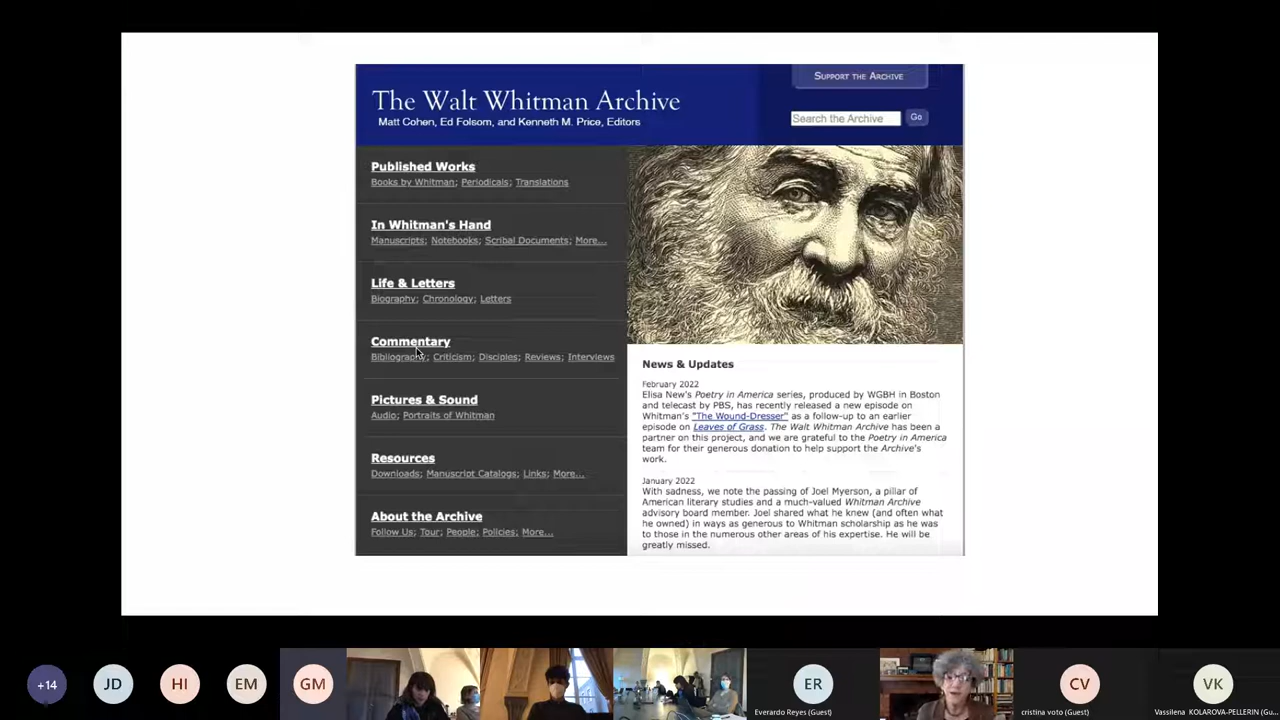 SUPPORT THE ARCHIVE
The Walt Whitman Archive
Matt Cohen, Ed Folsom, and Kenneth M. Price, Editors
Search the Archive
Go
Published Works
Books by Whitman; Periodicals; Translations
In Whitman's Hand
Manuscripts; Notebooks; Scribal Documents; More...
Life & Letters
Biography; Chronology; Letters
Commentary
Bibliography; Criticism; Disciples; Reviews; Interviews
Pictures & Sound
Audio; Portraits of Whitman
Resources
Downloads; Manuscript Catalogs; Links; More...
About the Archive
Follow Us; Tour; People; Policies; More...
News & Updates
February 2022
Elisa New's Poetry in America series, produced by WGBH in Boston
and telecast by PBS, has recently released a new episode on
Whitman's "The Wound-Dresser" as a follow-up to an earlier
episode on Leaves of Grass. The Walt Whitman Archive has been a
partner on this project, and we are grateful to the Poetry in America
team for their generous donation to help support the Archive's
work.
January 2022
With sadness, we note the passing of Joel Myerson, a pillar of
American literary studies and a much-valued Whitman Archive
advisory board member. Joel shared what he knew (and often what
he owned) in ways as generous to Whitman scholarship as he was
to those in the numerous other areas of his expertise. He will be
greatly missed.
+14
JD
HI
EM
GM
ER
Everardo Reyes (Guest)
CV
cristina voto (Guest)
VK
Vassilena KOLAROVA-PELLERIN (Gu...